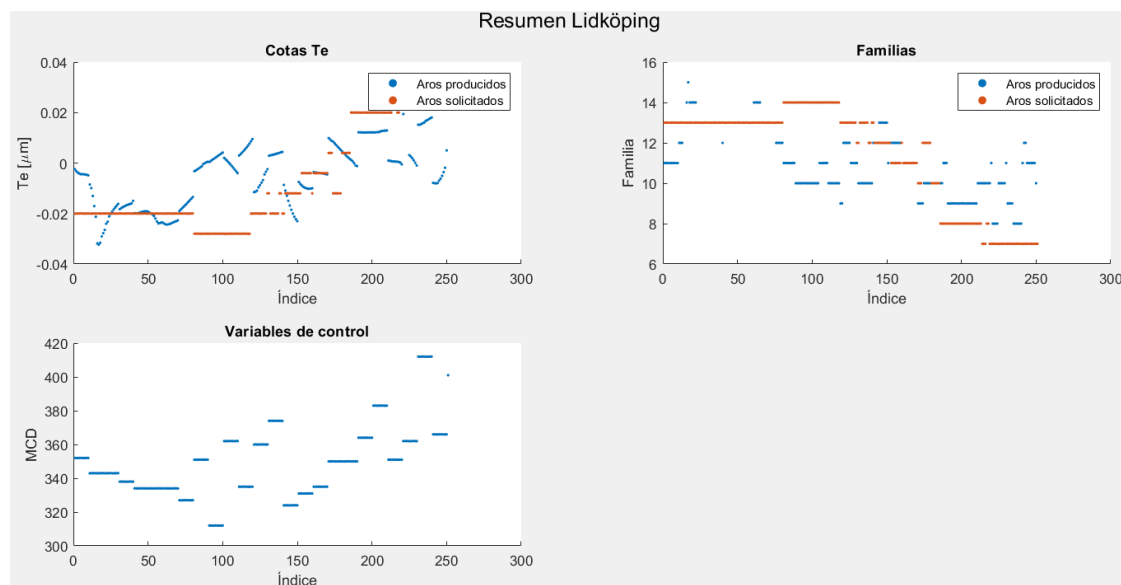 Resumen Lidköping
Cotas Te
0.04
0.02
0
-0.02
-0.04
Te [μm]
0 50 100 150 200 250 300
Índice
Aros producidos
Aros solicitados
Familias
16
14
12
10
8
6
Familia
0 50 100 150 200 250 300
Índice
Aros producidos
Aros solicitados
Variables de control
420
400
380
360
340
320
300
MCD
0 50 100 150 200 250 300
Índice